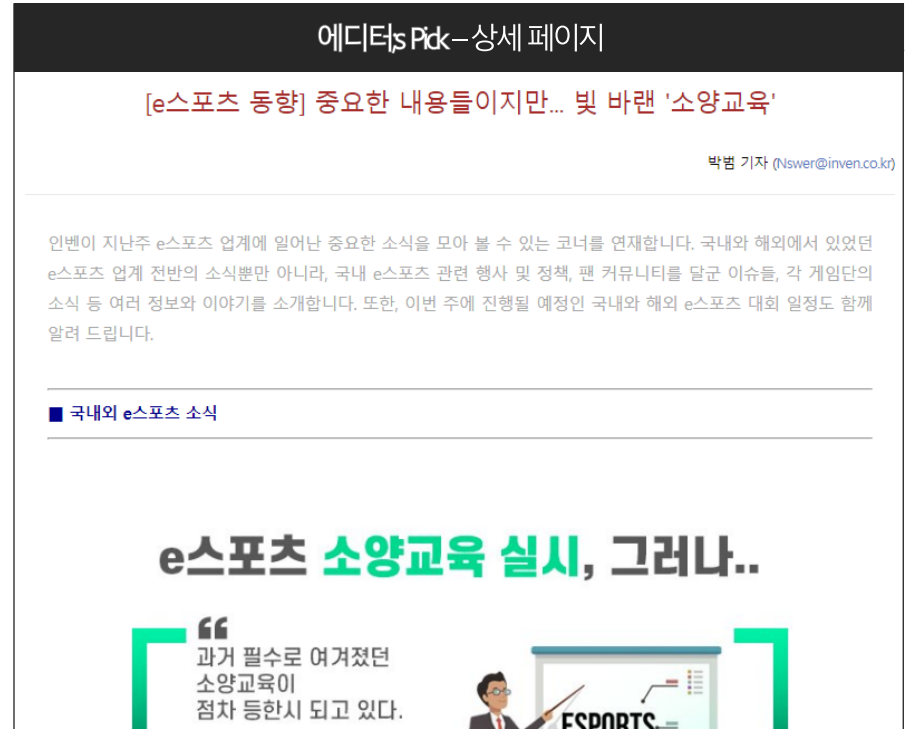 에디터;s Pick – 상세 페이지
[e스포츠 동향] 중요한 내용들이지만... 빛 바랜 '소양교육'
박범 기자 (Nswer@inven.co.kr)
인벤이 지난주 e스포츠 업계에 일어난 중요한 소식을 모아 볼 수 있는 코너를 연재합니다. 국내와 해외에서 있었던
e스포츠 업계 전반의 소식뿐만 아니라, 국내 e스포츠 관련 행사 및 정책, 팬 커뮤니티를 달군 이슈들, 각 게임단의
소식 등 여러 정보와 이야기를 소개합니다. 또한, 이번 주에 진행될 예정인 국내와 해외 e스포츠 대회 일정도 함께
알려 드립니다.
■ 국내외 e스포츠 소식
e스포츠 소양교육 실시, 그러나..
“
과거 필수로 여겨졌던
소양교육이
점차 등한시 되고 있다.
ESPORTS